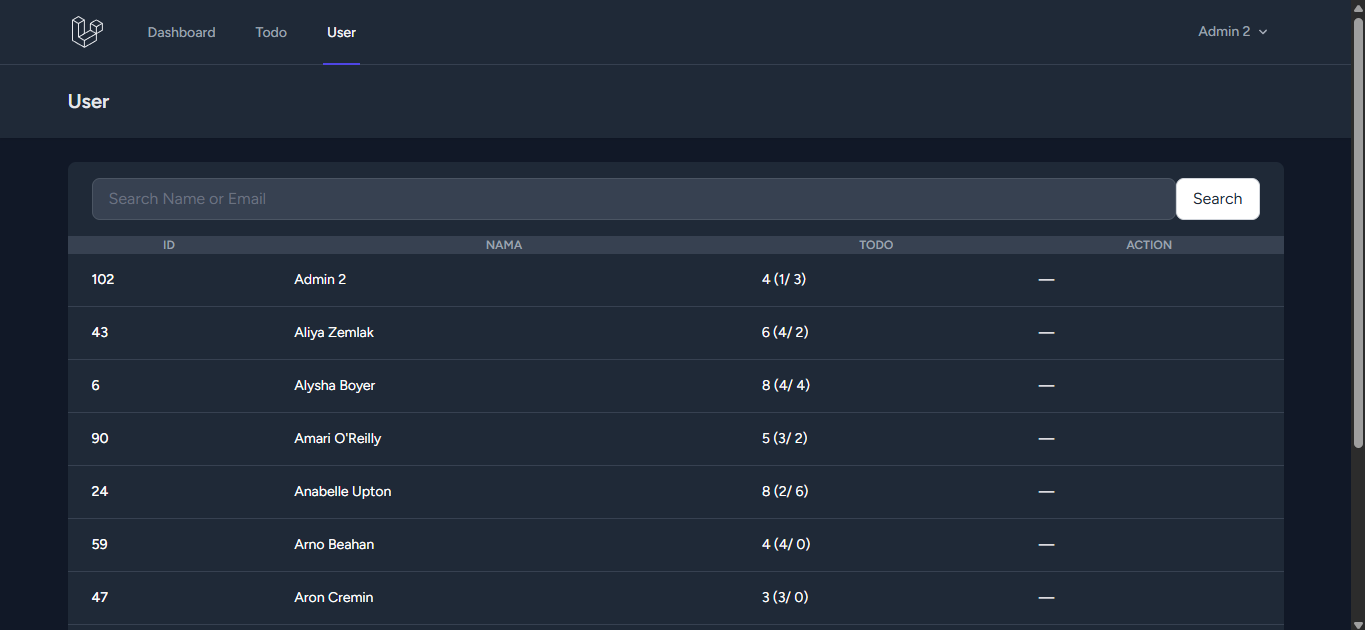 Dashboard Todo User Admin 2
User
Search Name or Email Search
ID NAMA TODO ACTION
102 Admin 2 4 (1/ 3) —
43 Aliya Zemlak 6 (4/ 2) —
6 Alysha Boyer 8 (4/ 4) —
90 Amari O'Reilly 5 (3/ 2) —
24 Anabelle Upton 8 (2/ 6) —
59 Arno Beahan 4 (4/ 0) —
47 Aron Cremin 3 (3/ 0) —